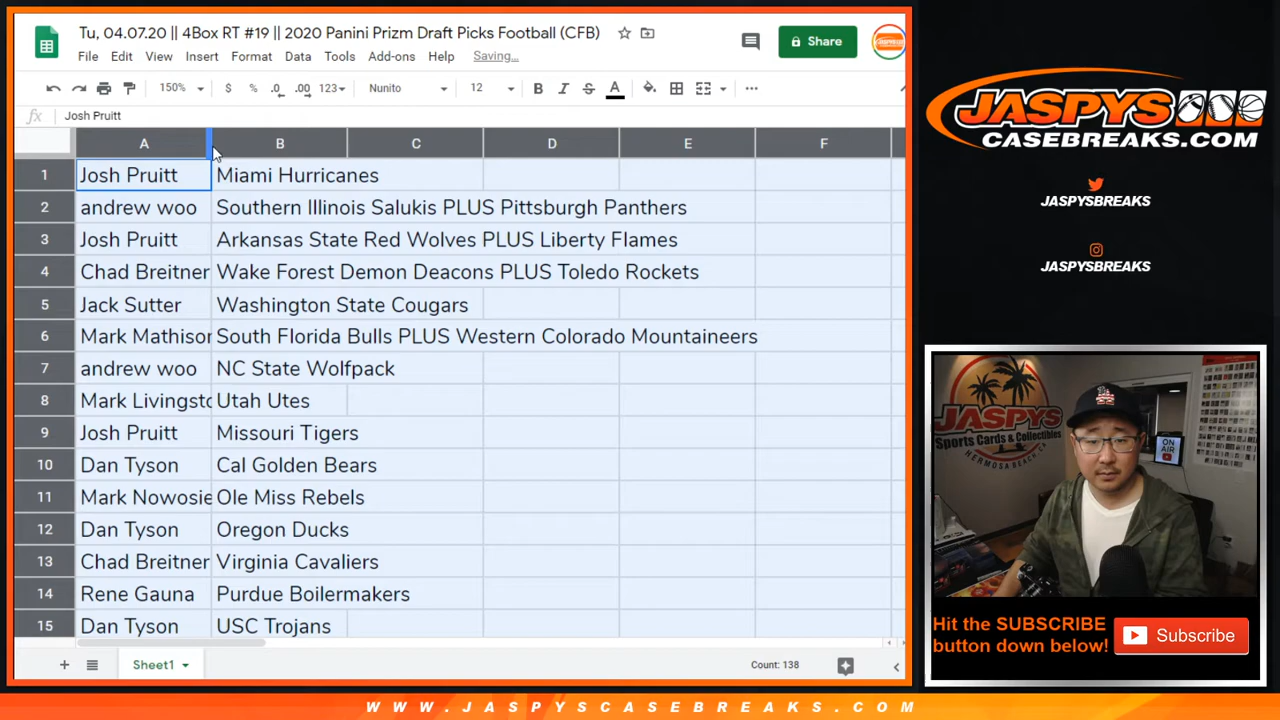 Tu, 04.07.20 || 4Box RT #19 || 2020 Panini Prizm Draft Picks Football (CFB)
File Edit View Insert Format Data Tools Add-ons Help Saving...
Share
150% $ % .0 .00 123 Nunito 12 B I S A
fx Josh Pruitt
A B C D E F
1 Josh Pruitt Miami Hurricanes
2 andrew woo Southern Illinois Salukis PLUS Pittsburgh Panthers
3 Josh Pruitt Arkansas State Red Wolves PLUS Liberty Flames
4 Chad Breitner Wake Forest Demon Deacons PLUS Toledo Rockets
5 Jack Sutter Washington State Cougars
6 Mark Mathison South Florida Bulls PLUS Western Colorado Mountaineers
7 andrew woo NC State Wolfpack
8 Mark Livingsto Utah Utes
9 Josh Pruitt Missouri Tigers
10 Dan Tyson Cal Golden Bears
11 Mark Nowosie Ole Miss Rebels
12 Dan Tyson Oregon Ducks
13 Chad Breitner Virginia Cavaliers
14 Rene Gauna Purdue Boilermakers
15 Dan Tyson USC Trojans
Sheet1
Count: 138
JASPYS
CASEBREAKS.COM
JASPYSBREAKS
JASPYSBREAKS
JASPYS
Sports Cards & Collectibles
HERMOSA BEACH, CA
ON
AIR
Hit the SUBSCRIBE
button down below!
Subscribe
WWW.JASPYSCASEBREAKS.COM